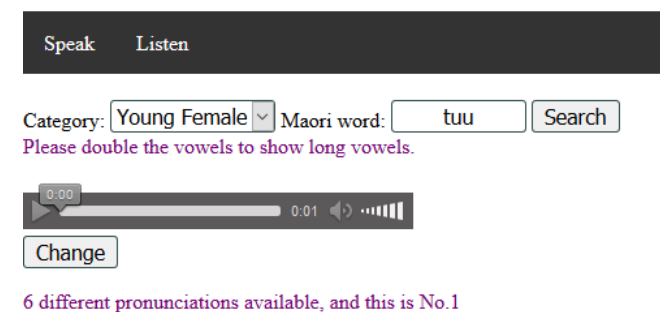 Speak Listen
Category: Young Female Maori word: tuu Search
Please double the vowels to show long vowels.
0:00
0:01
Change
6 different pronunciations available, and this is No.1